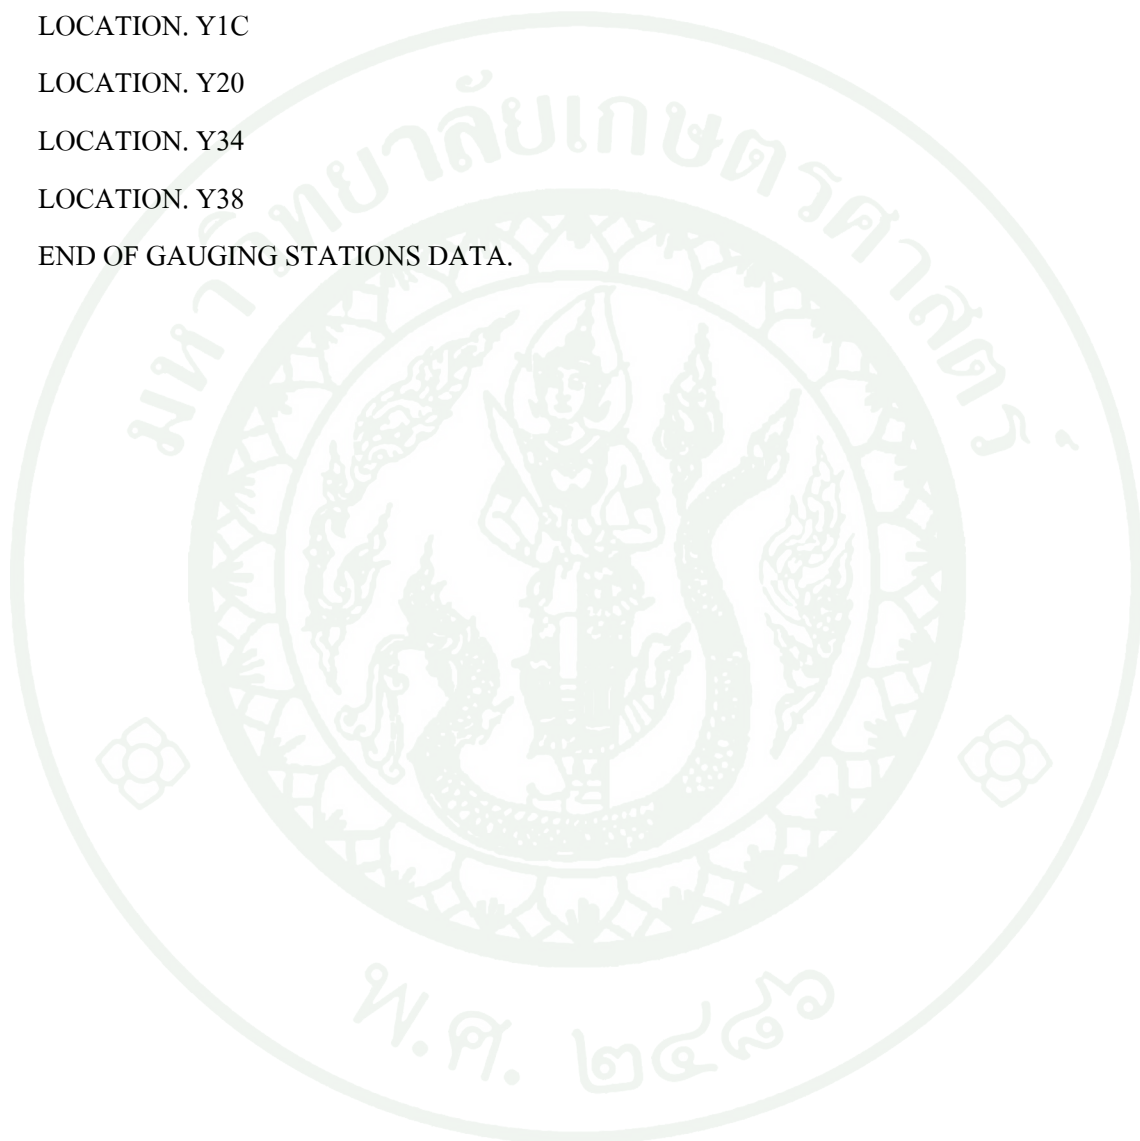 LOCATION. Y1C
LOCATION. Y20
LOCATION. Y34
LOCATION. Y38
END OF GAUGING STATIONS DATA.
มหาวิทยาลัยเกษตรศาสตร์
พ.ศ. ๒๔๘๖